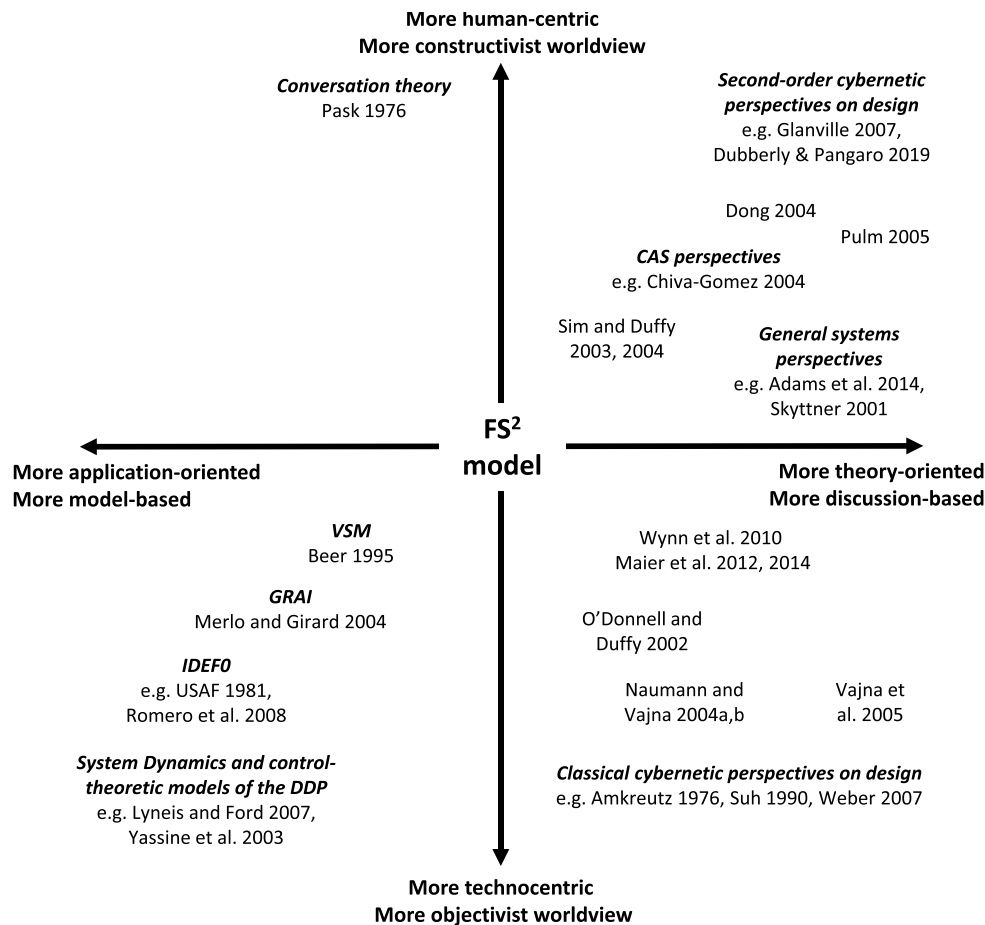 More human-centric
More constructivist worldview
Conversation theory
Pask 1976
Second-order cybernetic
perspectives on design
e.g. Glanville 2007,
Dubberly & Pangaro 2019
Dong 2004
Pulm 2005
CAS perspectives
e.g. Chiva-Gomez 2004
Sim and Duffy
2003, 2004
General systems
perspectives
e.g. Adams et al. 2014,
Skyttner 2001
FS²
model
More application-oriented
More model-based
More theory-oriented
More discussion-based
VSM
Beer 1995
GRAI
Merlo and Girard 2004
IDEF0
e.g. USAF 1981,
Romero et al. 2008
System Dynamics and control-
theoretic models of the DDP
e.g. Lyneis and Ford 2007,
Yassine et al. 2003
Wynn et al. 2010
Maier et al. 2012, 2014
O’Donnell and
Duffy 2002
Naumann and
Vajna 2004a,b
Vajna et
al. 2005
Classical cybernetic perspectives on design
e.g. Amkreutz 1976, Suh 1990, Weber 2007
More technocentric
More objectivist worldview